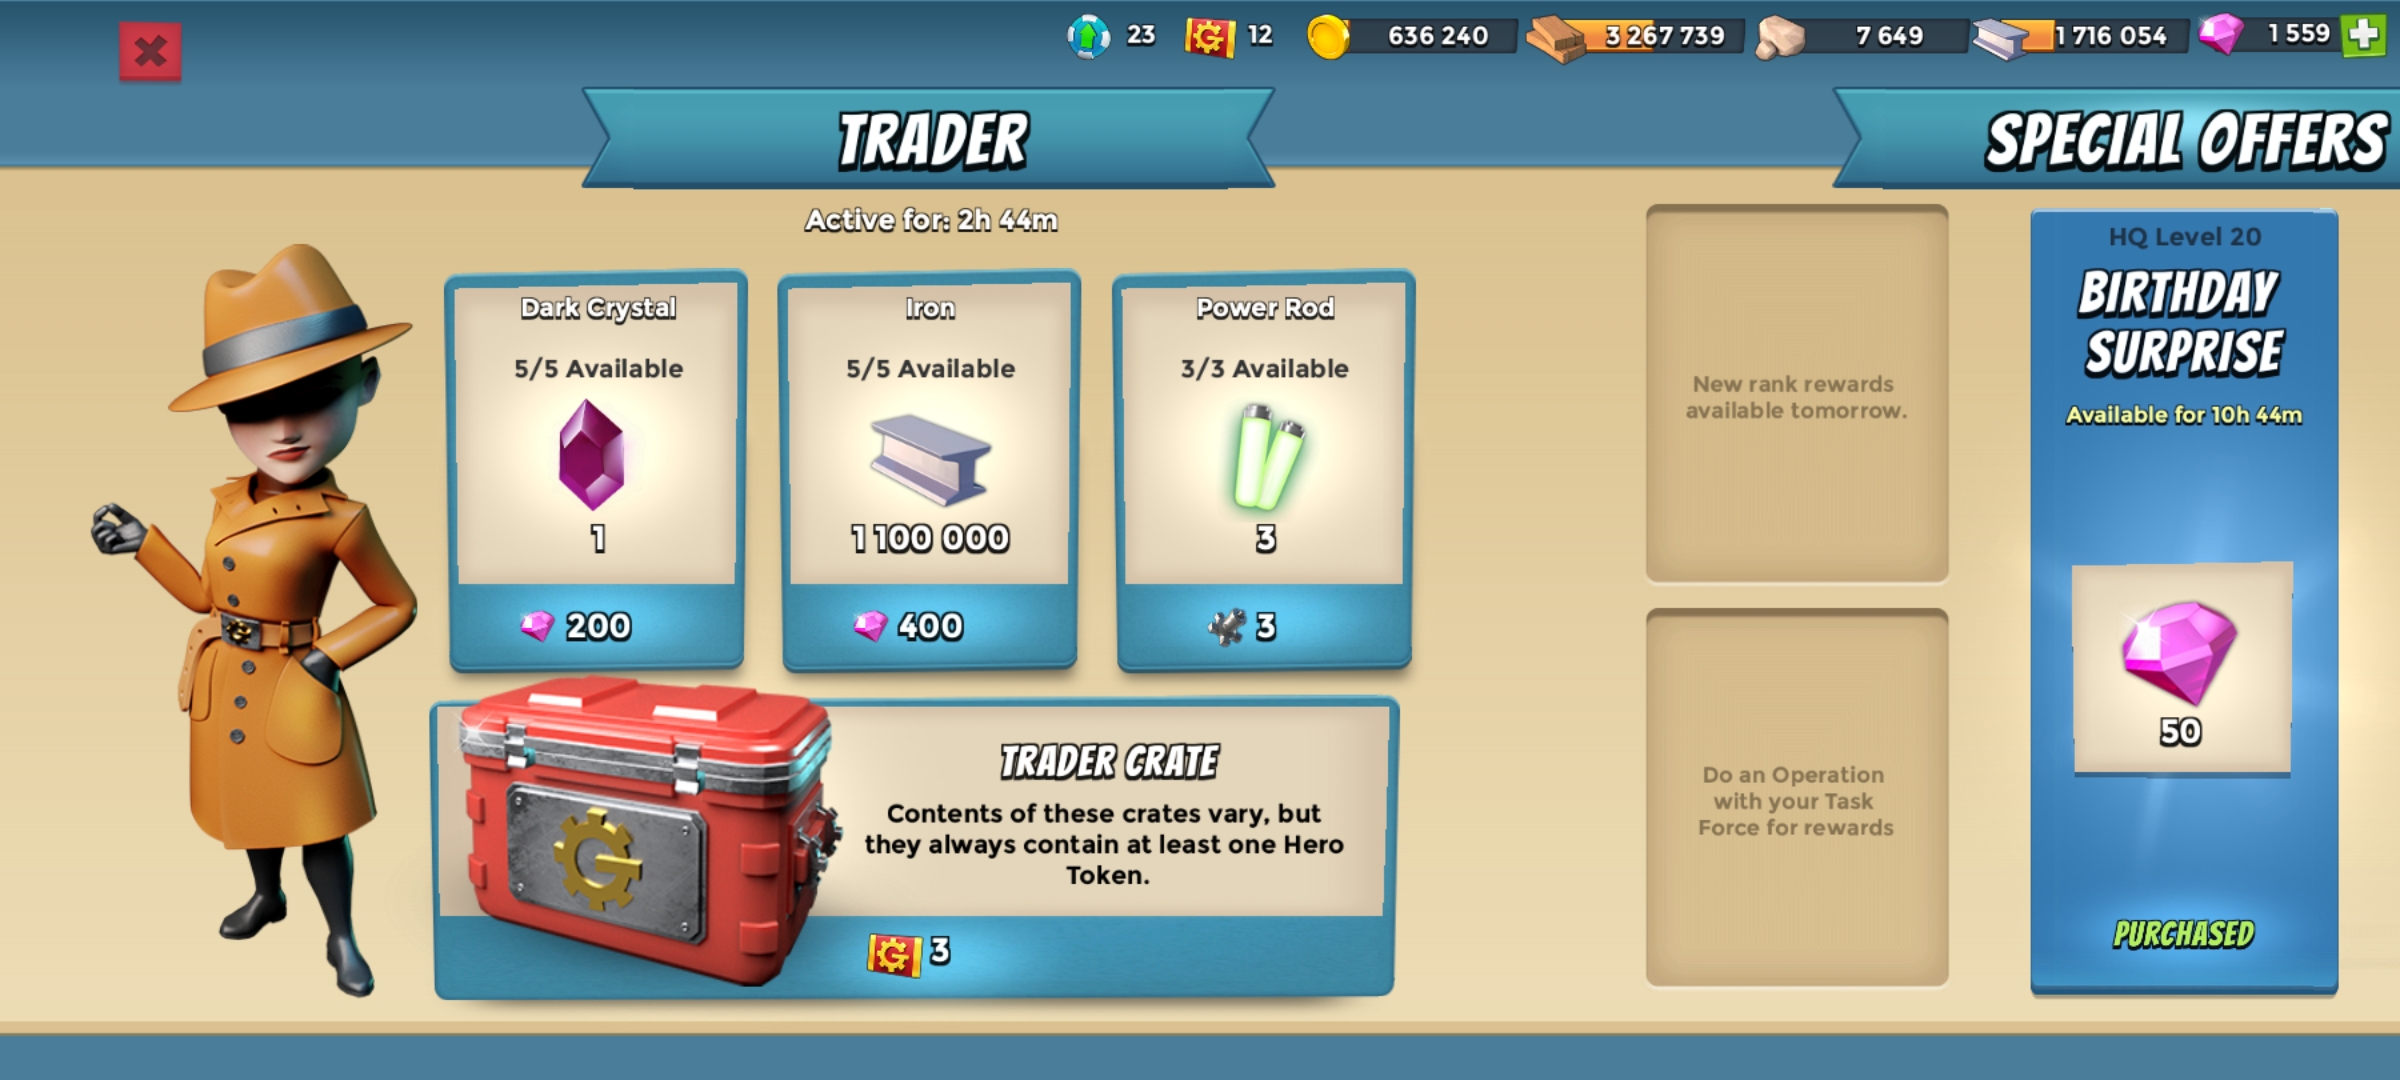 23
12
636 240
3 267 739
7 649
1 716 054
1 559
TRADER
SPECIAL OFFERS
Active for: 2h 44m
Dark Crystal
5/5 Available
1
200
Iron
5/5 Available
1 100 000
400
Power Rod
3/3 Available
3
3
TRADER CRATE
Contents of these crates vary, but
they always contain at least one Hero
Token.
G
G
3
New rank rewards
available tomorrow.
Do an Operation
with your Task
Force for rewards
HQ Level 20
BIRTHDAY
SURPRISE
Available for 10h 44m
50
PURCHASED